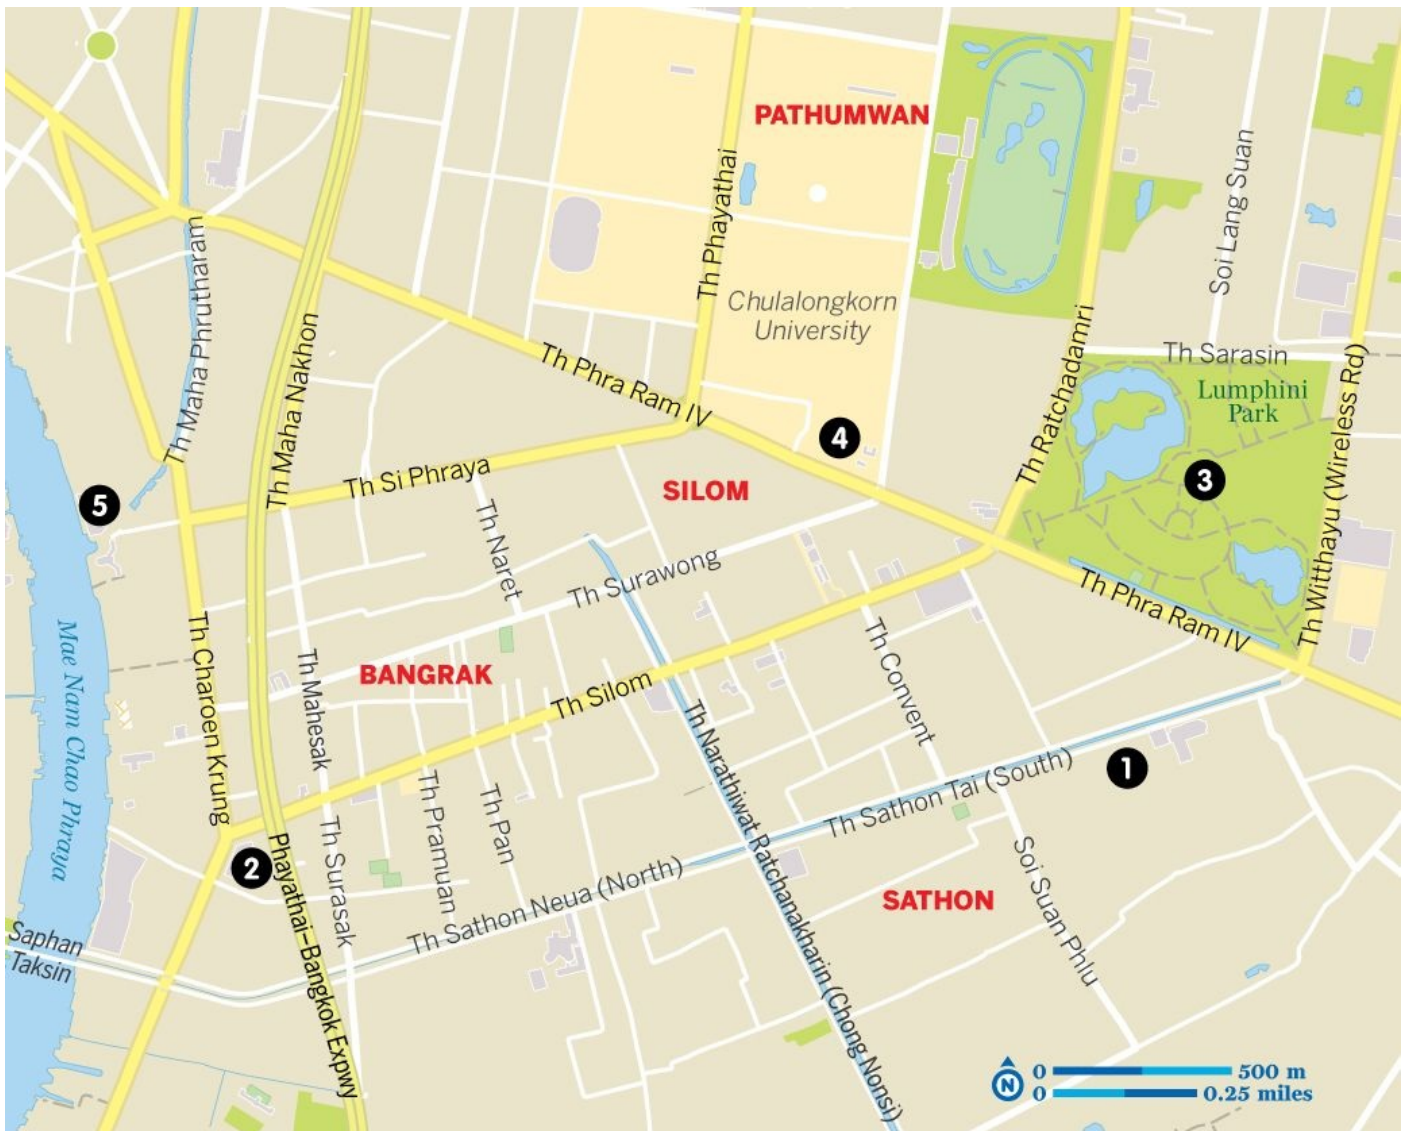 PATHUMWAN
Th Phayathai
Soi Lang Suan
Th Maha Phrutharam
Chulalongkorn
University
Th Maha Nakhon
Th Phra Ram IV
Th Ratchadamri
Th Sarasin
Lumphini
Park
Th Witthayu (Wireless Rd)
4
3
Th Si Phraya
SILOM
5
Th Naret
Th Surawong
Th Phra Ram IV
Mae Nam Chao Phraya
Th Charoen Krung
Th Mahesak
BANGRAK
Th Silom
Th Convent
Th Narathiwat Ratchanakharin (Chong Nonsi)
1
Th Sathon Tai (South)
Th Pramuan
Th Pan
Th Surasak
2
Phayathai–Bangkok Expwy
Th Sathon Neua (North)
SATHON
Soi Suan Phlu
Saphan
Taksin
N
0 500 m
0 0.25 miles